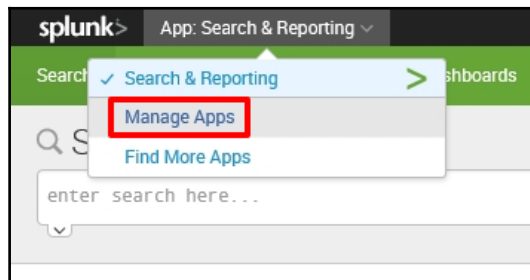 splunk> App: Search & Reporting
Search
Search & Reporting >
shboards
Manage Apps
S
Find More Apps
enter search here...